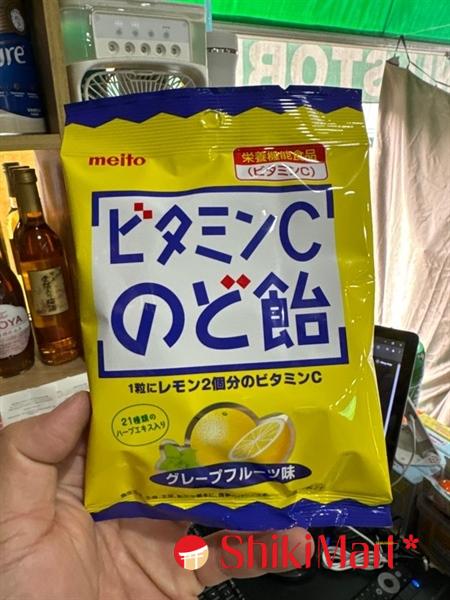 STOR
ure
meito
栄養機能食品
(ビタミンC)
ビタミンC
のど飴
1粒にレモン2個分のビタミンC
21種類の
ハーブエキス入り
グレープフルーツ味
ShikiMart*